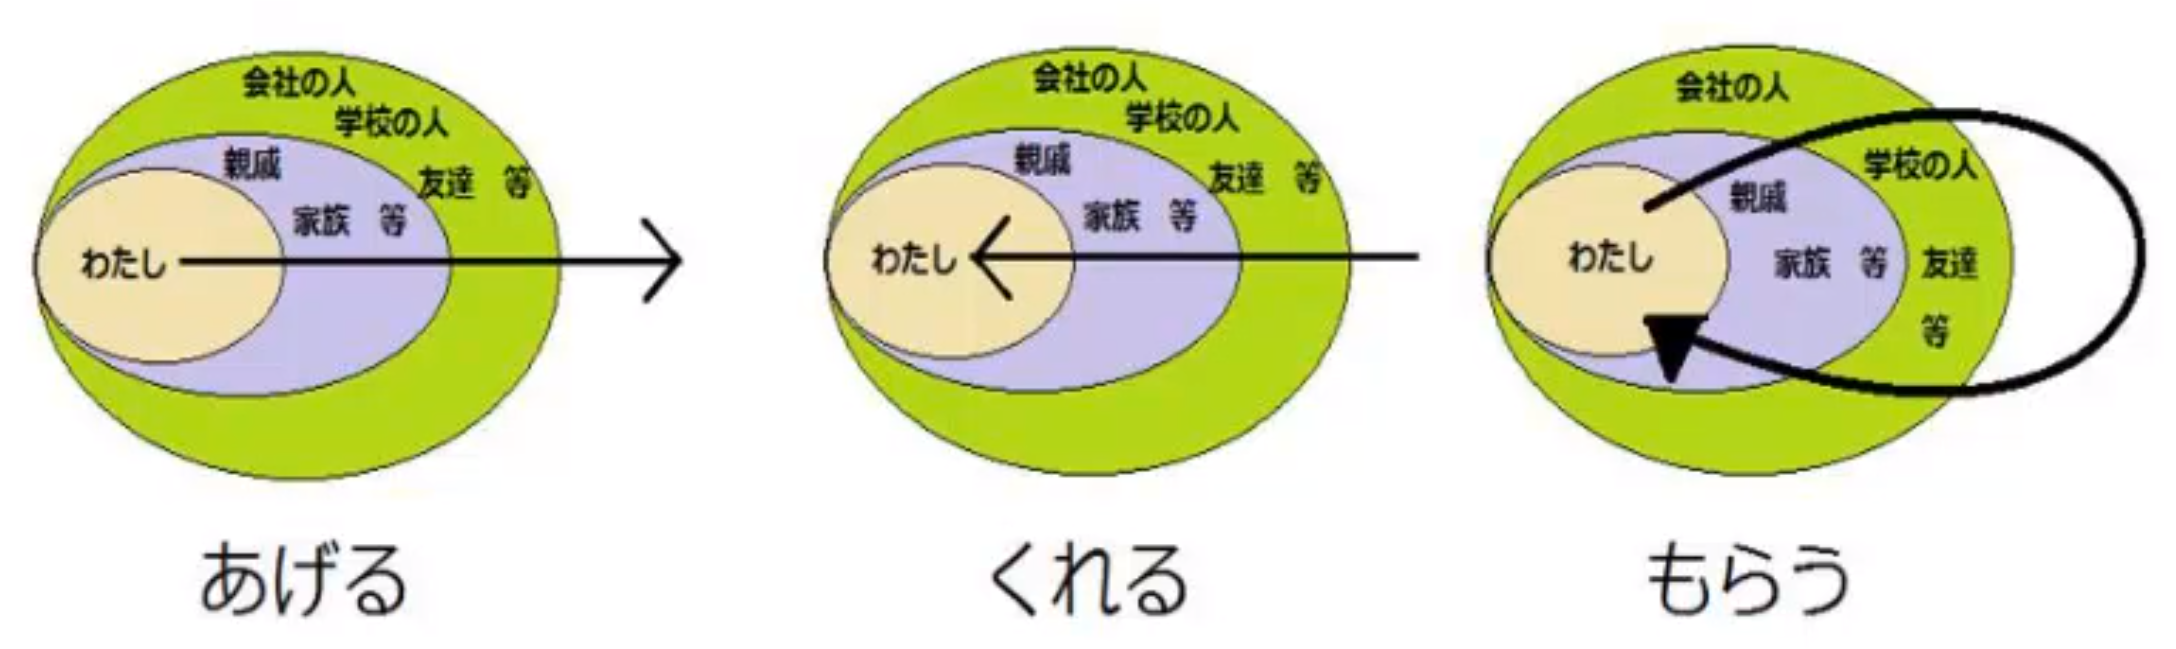 会社の人
学校の人
親戚
友達 等
家族 等
わたし
あげる
会社の人
学校の人
親戚
友達 等
家族 等
わたし
くれる
会社の人
学校の人
親戚
わたし
家族 等
友達
等
もらう